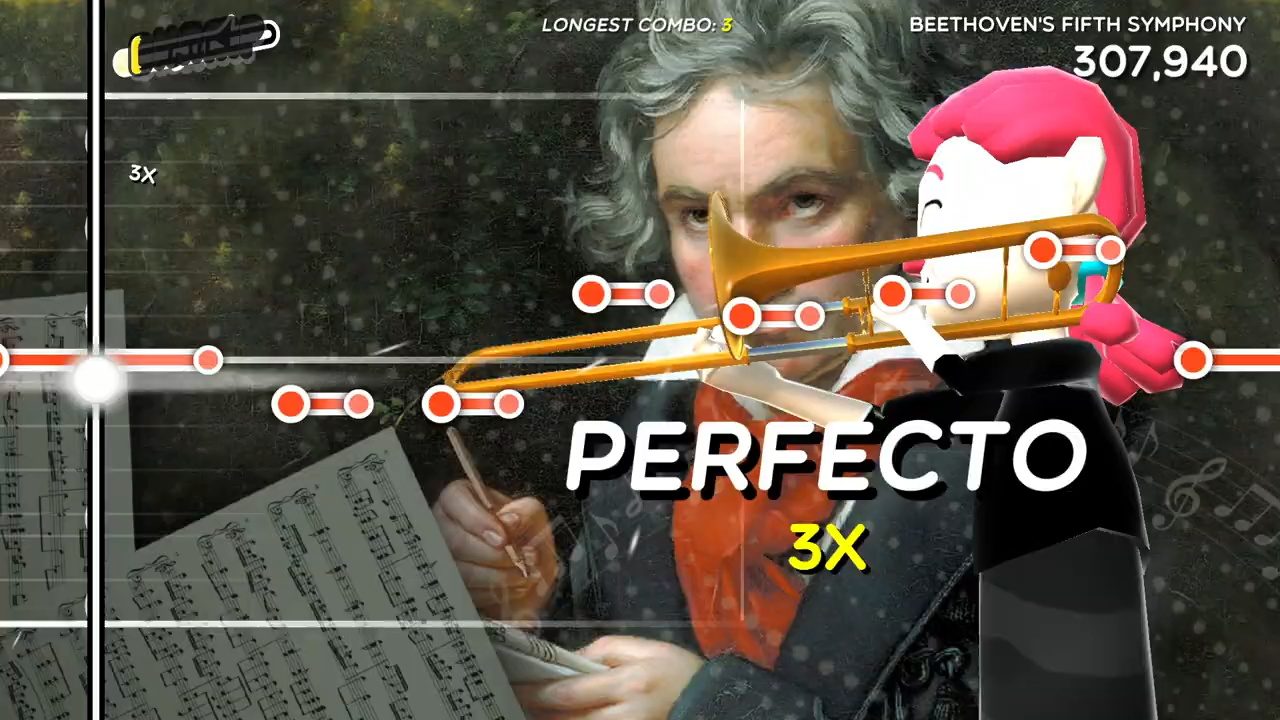 LONGEST COMBO: 3
BEETHOVEN'S FIFTH SYMPHONY
307,940
3X
PERFECTO
3X